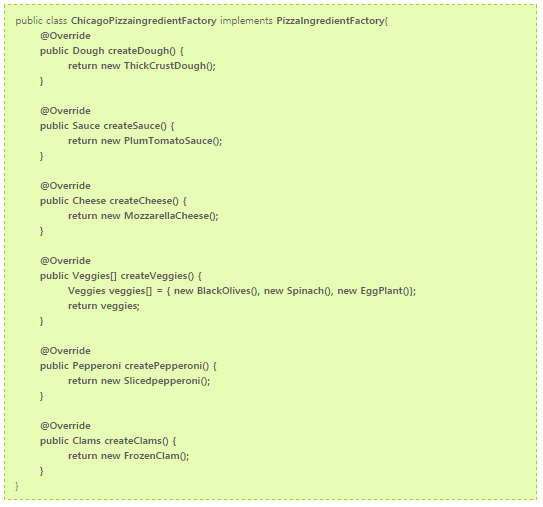 public class ChicagoPizzaingredientFactory implements PizzaIngredientFactory{
@Override
public Dough createDough() {
return new ThickCrustDough();
}
@Override
public Sauce createSauce() {
return new PlumTomatoSauce();
}
@Override
public Cheese createCheese() {
return new MozzarellaCheese();
}
@Override
public Veggies[] createVeggies() {
Veggies veggies[] = { new BlackOlives(), new Spinach(), new EggPlant()};
return veggies;
}
@Override
public Pepperoni createPepperoni() {
return new Slicedpepperoni();
}
@Override
public Clams createClams() {
return new FrozenClam();
}
}